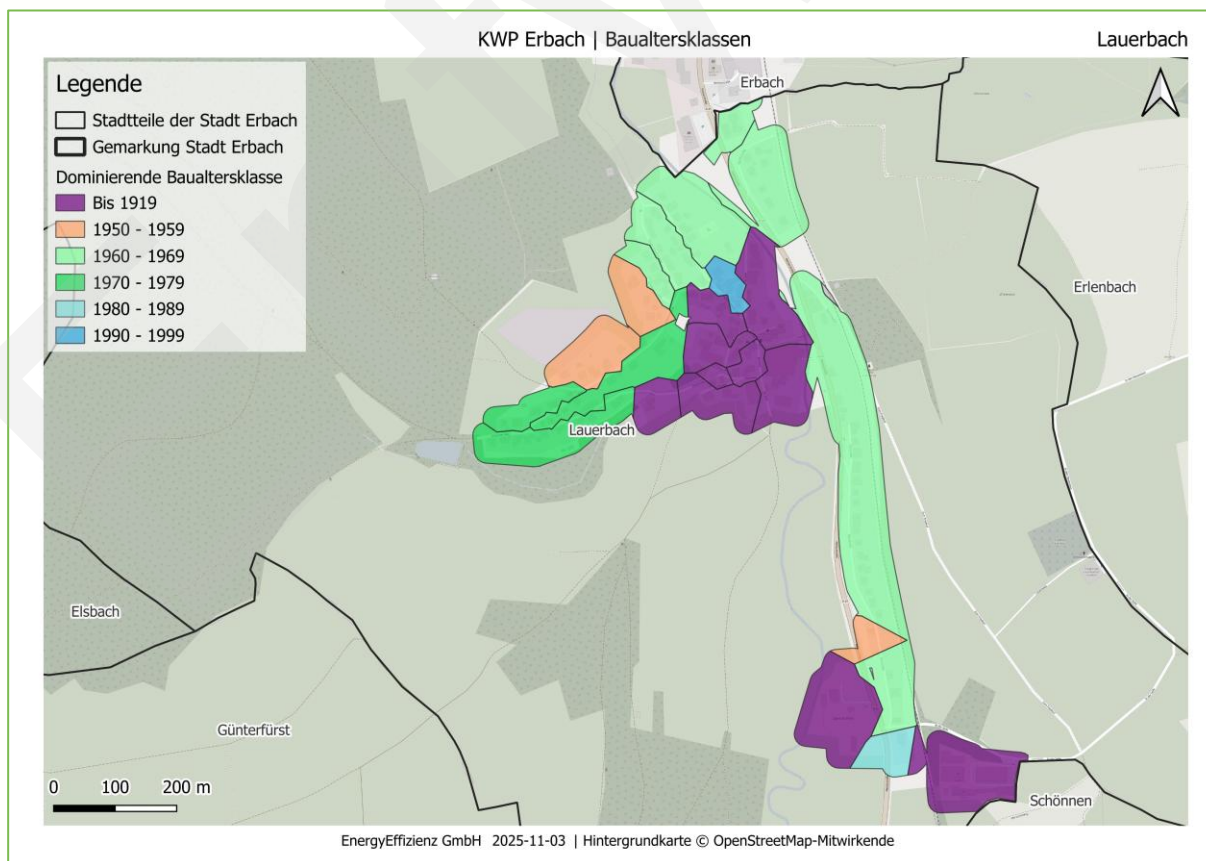 KWP Erbach | Baualtersklassen
Lauerbach
Legende
Stadtteile der Stadt Erbach
Gemarkung Stadt Erbach
Dominierende Baualtersklasse
Bis 1919
1950 - 1959
1960 - 1969
1970 - 1979
1980 - 1989
1990 - 1999
Erbach
Erlenbach
Lauerbach
Elsbach
Günterfürst
Schönnen
0 100 200 m
EnergyEffizienz GmbH 2025-11-03 | Hintergrundkarte © OpenStreetMap-Mitwirkende